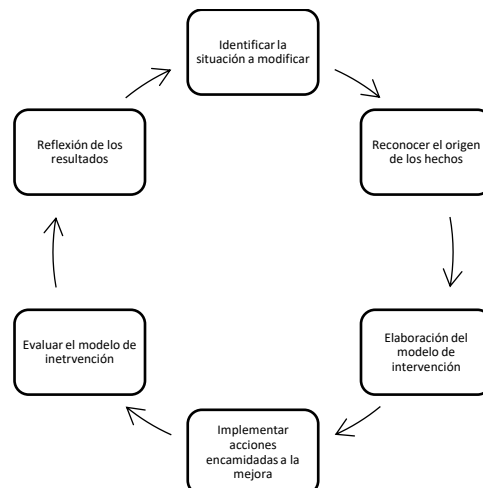 Identificar la
situación a modificar
Reconocer el origen
de los hechos
Elaboración del
modelo de
intervención
Implementar
acciones
encamidadas a la
mejora
Evaluar el modelo de
inetrvención
Reflexión de los
resultados